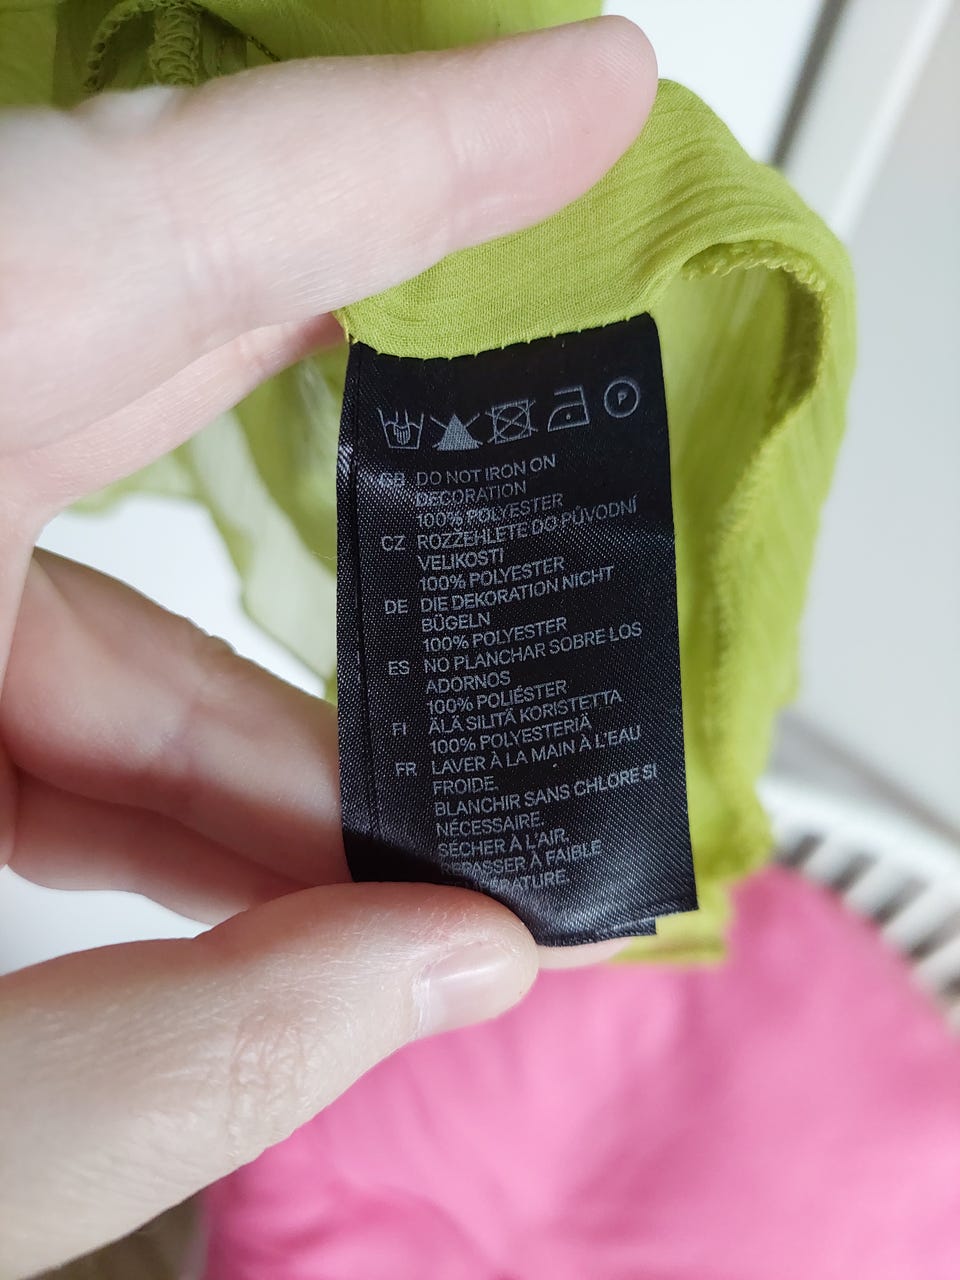 P
GB DO NOT IRON ON
DECORATION
100% POLYESTER
CZ ROZZEHLETE DO PŮVODNÍ
VELIKOSTI
100% POLYESTER
DE DIE DEKORATION NICHT
BÜGELN
100% POLYESTER
ES NO PLANCHAR SOBRE LOS
ADORNOS
100% POLIÉSTER
FI ÄLÄ SILITÄ KORISTETTA
100% POLYESTERIÄ
FR LAVER À LA MAIN À L'EAU
FROIDE.
BLANCHIR SANS CHLORE SI
NÉCESSAIRE.
SÉCHER À L'AIR.
REPASSER À FAIBLE
TEMPÉRATURE.